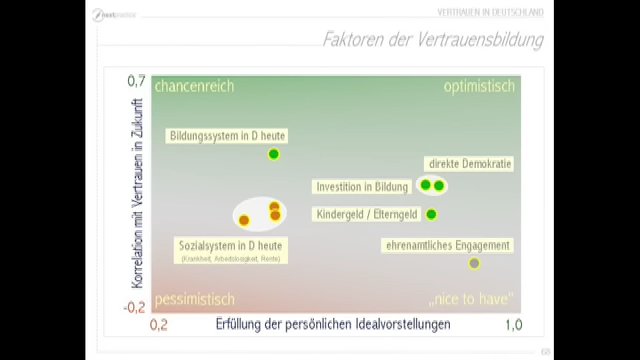 nextpractice
VERTRAUEN IN DEUTSCHLAND
Faktoren der Vertrauensbildung
0,7
chancenreich
optimistisch
Korrelation mit Vertrauen in Zukunft
Bildungssystem in D heute
direkte Demokratie
Investition in Bildung
Kindergeld / Elterngeld
Sozialsystem in D heute
(Krankheit, Arbeitslosigkeit, Rente)
ehrenamtliches Engagement
pessimistisch
„nice to have“
-0,2
0,2
Erfüllung der persönlichen Idealvorstellungen
1,0